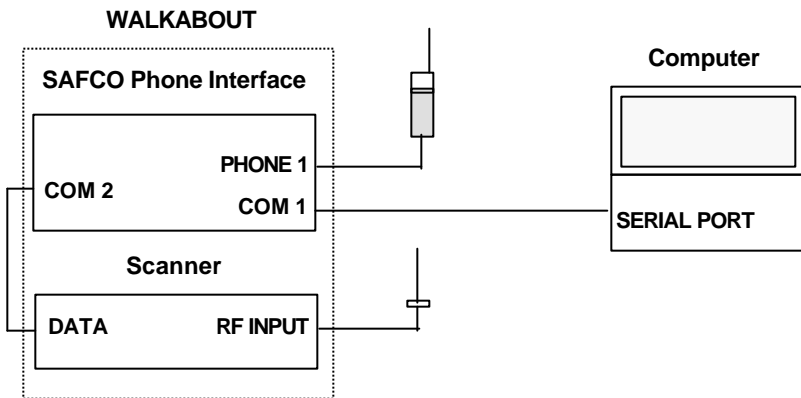 WALKABOUT
SAFCO Phone Interface
Computer
PHONE 1
COM 2
COM 1
SERIAL PORT
Scanner
DATA
RF INPUT